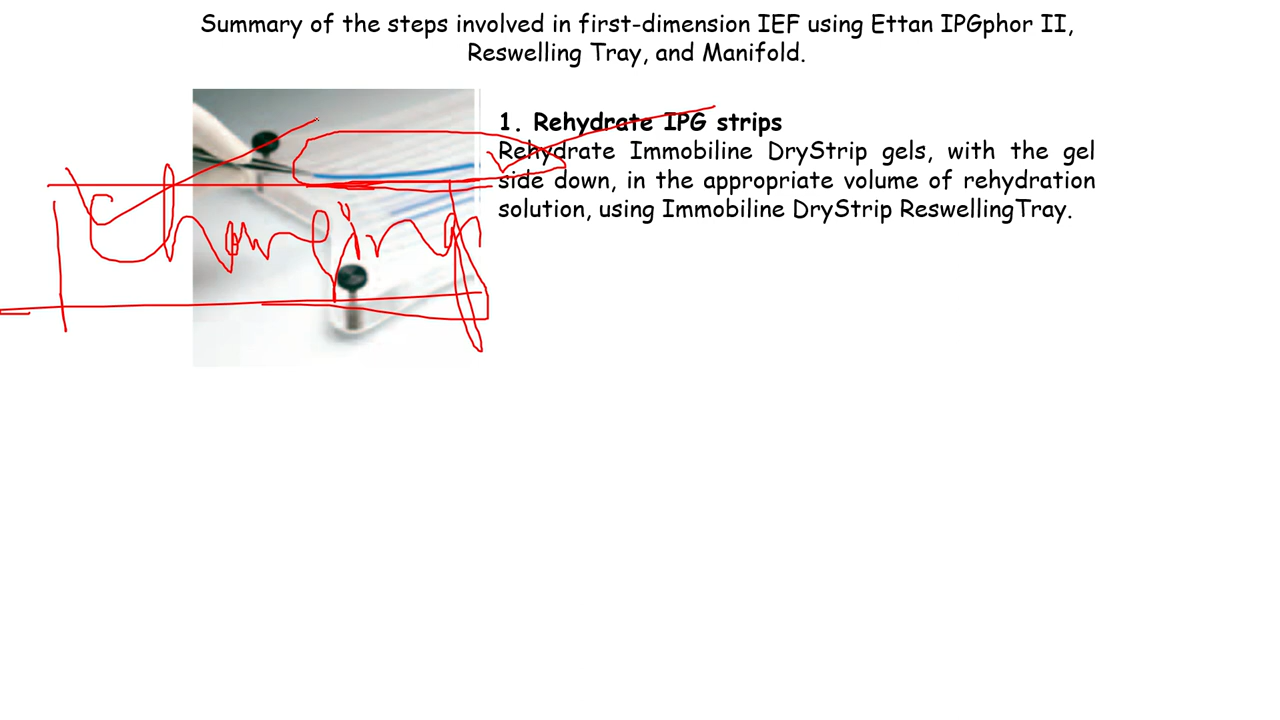 Summary of the steps involved in first-dimension IEF using Ettan IPGphor II,
Reswelling Tray, and Manifold.
1. Rehydrate IPG strips
Rehydrate Immobiline DryStrip gels, with the gel
side down, in the appropriate volume of rehydration
solution, using Immobiline DryStrip ReswellingTray.